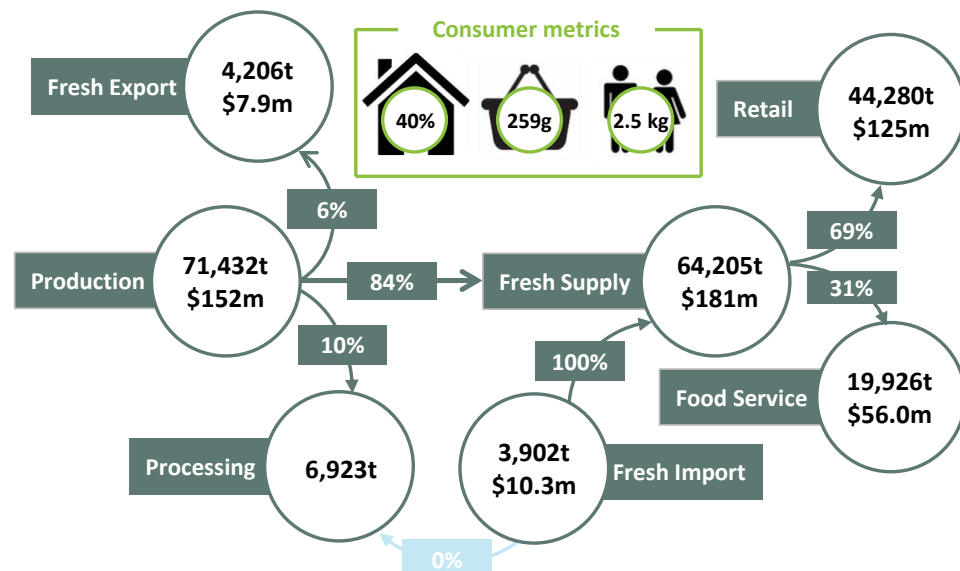 Consumer metrics
40%
259g
2.5 kg
Fresh Export
4,206t
$7.9m
Retail
44,280t
$125m
6%
69%
Production
71,432t
$152m
84%
Fresh Supply
64,205t
$181m
31%
10%
100%
Food Service
19,926t
$56.0m
Processing
6,923t
3,902t
$10.3m
Fresh Import
0%